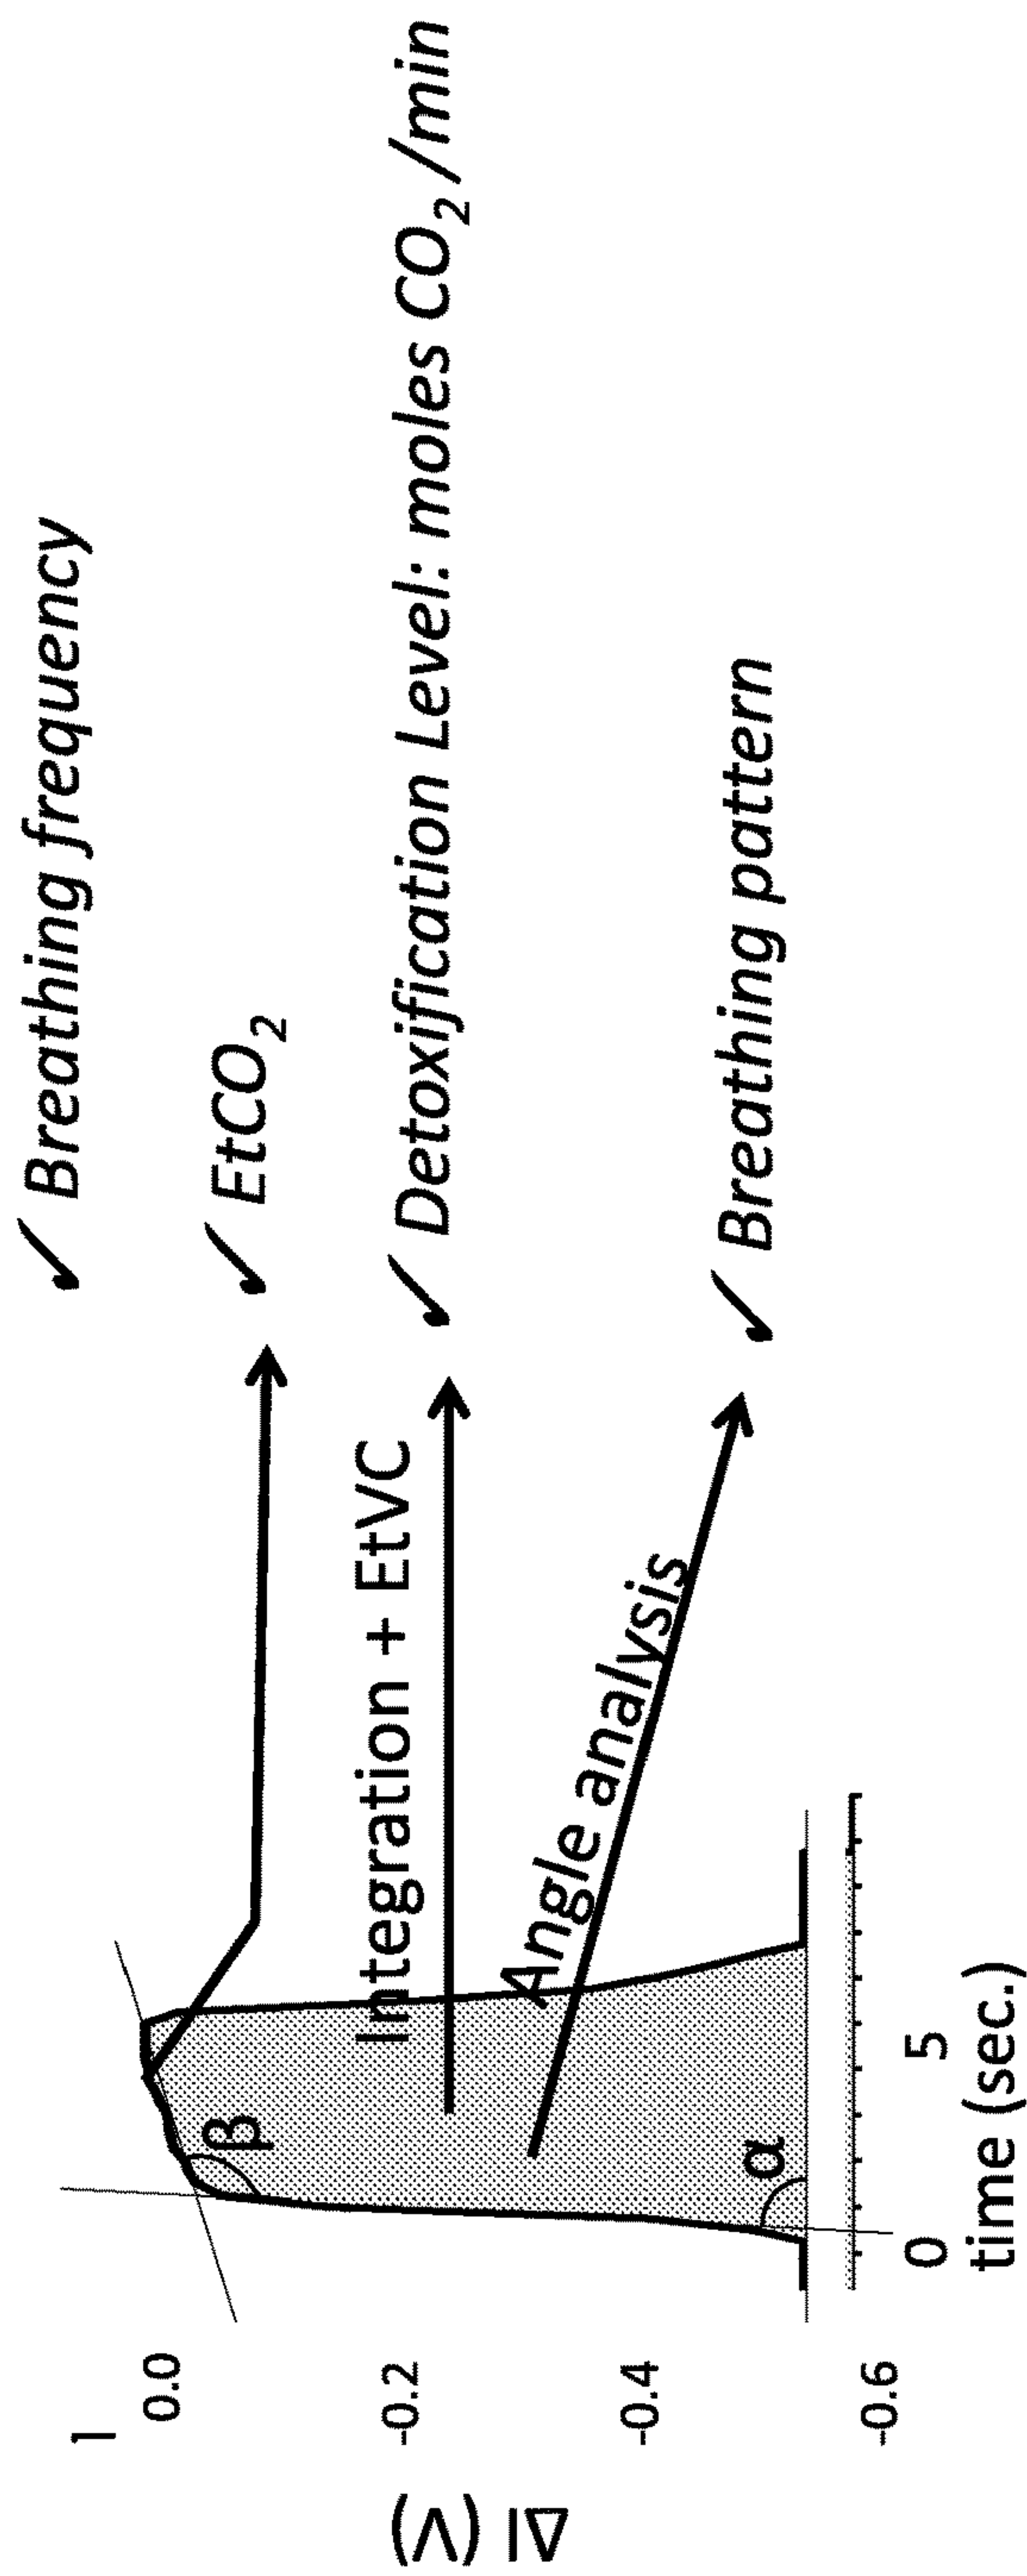 ✓ Breathing frequency
0.0
✓ EtCO₂
β
Integration + EtVC
✓ Detoxification Level: moles CO₂/min
-0.2
ΔI (V)
Angle analysis
-0.4
α
✓ Breathing pattern
-0.6
0 5
time (sec.)